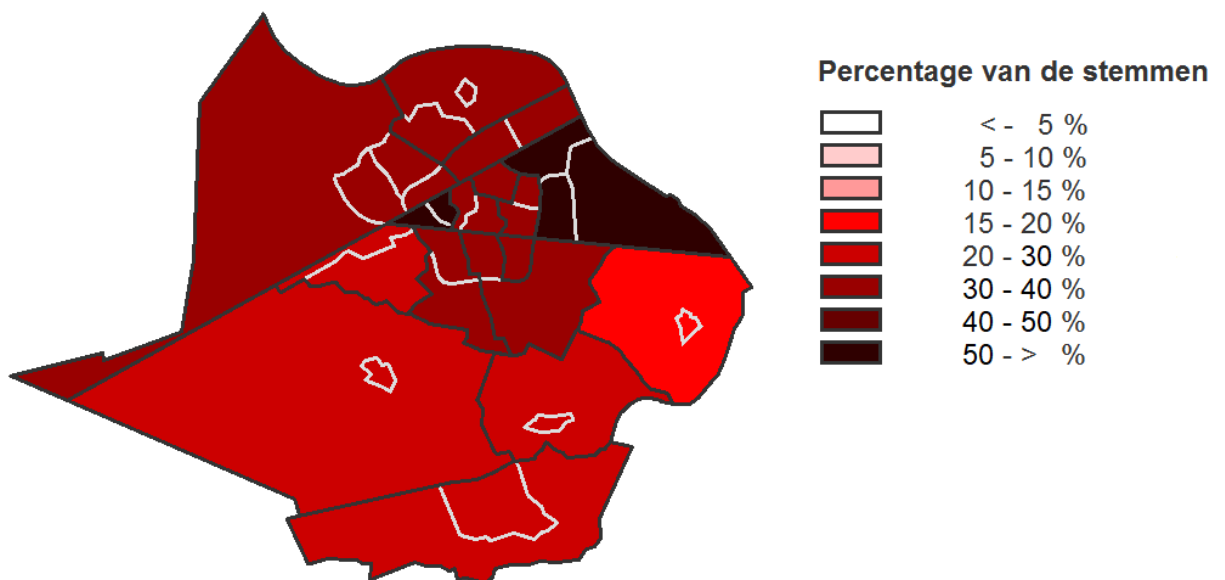 Percentage van de stemmen
< - 5 %
5 - 10 %
10 - 15 %
15 - 20 %
20 - 30 %
30 - 40 %
40 - 50 %
50 - > %